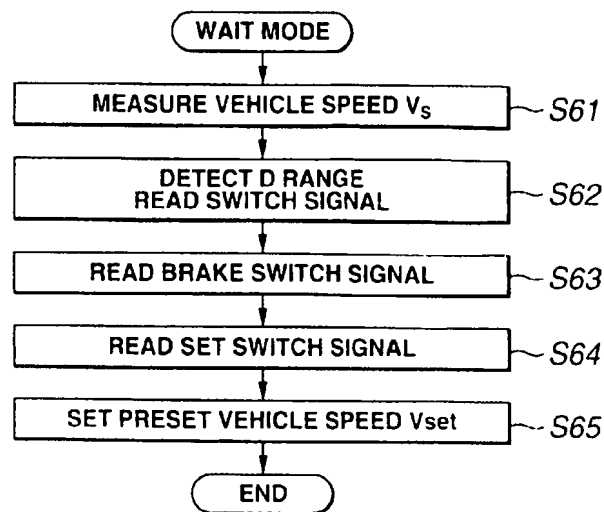 WAIT MODE
MEASURE VEHICLE SPEED VS
S61
DETECT D RANGE
READ SWITCH SIGNAL
S62
READ BRAKE SWITCH SIGNAL
S63
READ SET SWITCH SIGNAL
S64
SET PRESET VEHICLE SPEED Vset
S65
END